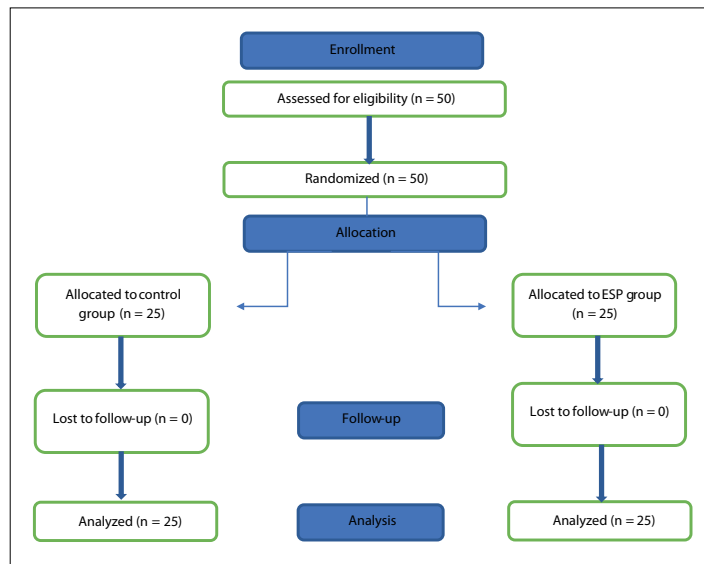 Enrollment
Assessed for eligibility (n = 50)
Randomized (n = 50)
Allocation
Allocated to control
group (n = 25)
Allocated to ESP group
(n = 25)
Lost to follow-up (n = 0)
Follow-up
Lost to follow-up (n = 0)
Analyzed (n = 25)
Analysis
Analyzed (n = 25)